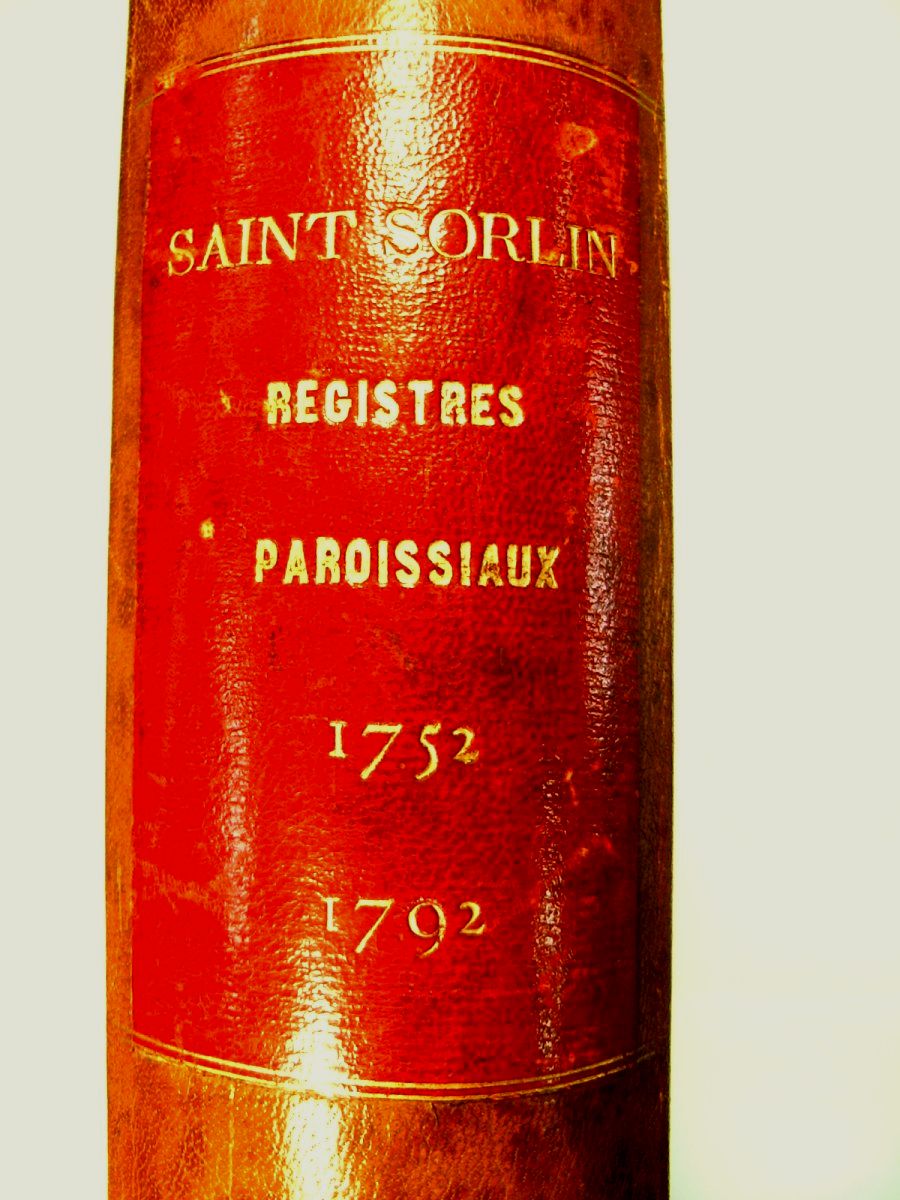 SAINT SORLIN
REGISTRES
PAROISSIAUX
1752
1792